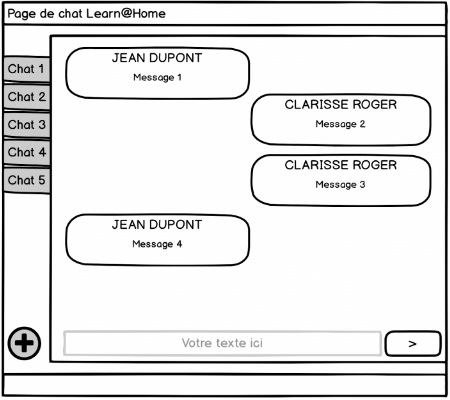 Page de chat Learn@Home
Chat 1
Chat 2
Chat 3
Chat 4
Chat 5
JEAN DUPONT
Message 1
CLARISSE ROGER
Message 2
CLARISSE ROGER
Message 3
JEAN DUPONT
Message 4
Votre texte ici
>